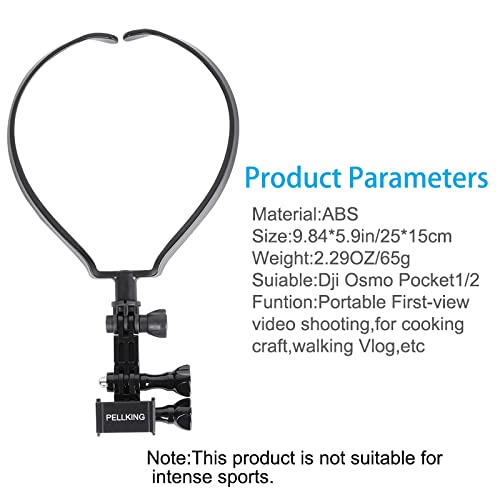 Product Parameters
Material:ABS
Size:9.84*5.9in/25*15cm
Weight:2.29OZ/65g
Suiable:Dji Osmo Pocket1/2
Funtion:Portable First-view
video shooting,for cooking
craft,walking Vlog,etc
PELLKING
Note:This product is not suitable for
intense sports.